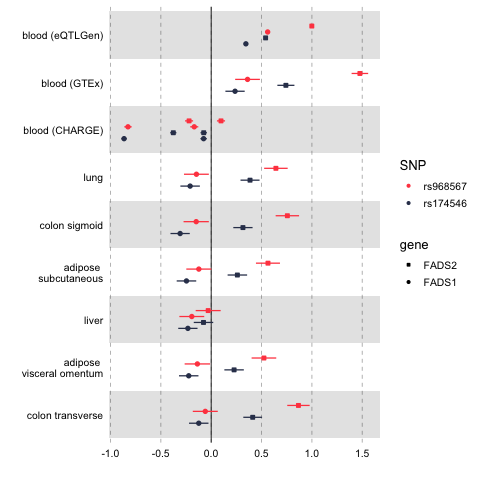 blood (eQTLGen)
blood (GTEx)
blood (CHARGE)
lung
colon sigmoid
adipose
subcutaneous
liver
adipose
visceral omentum
colon transverse
-1.0 -0.5 0.0 0.5 1.0 1.5
SNP
rs968567
rs174546
gene
FADS2
FADS1